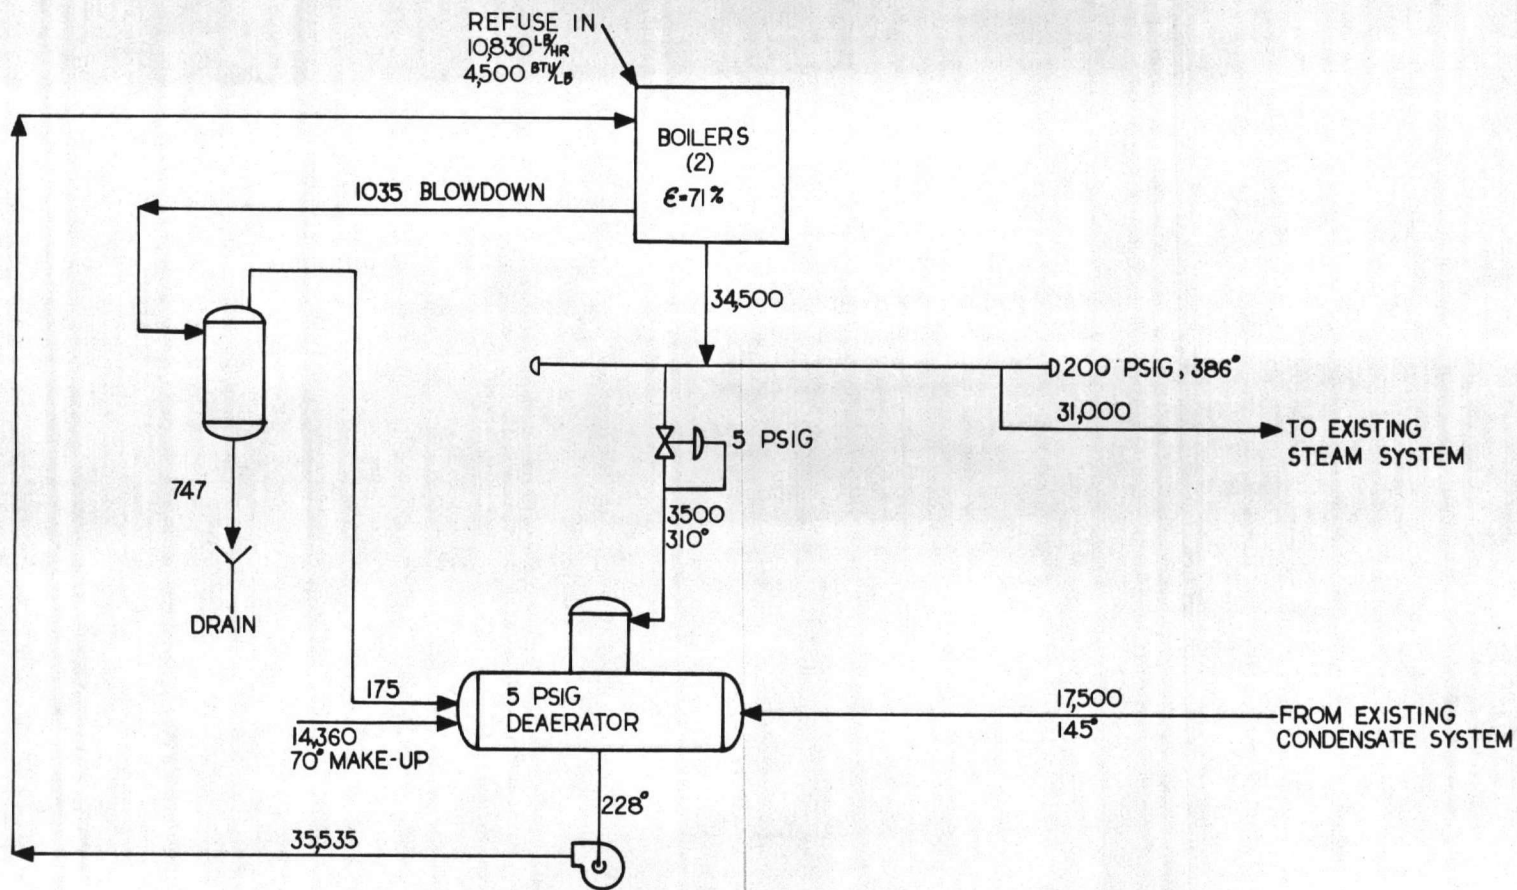 REFUSE IN
10,830 LB/HR
4,500 BTU/LB
BOILERS
(2)
ε=71%
1035 BLOWDOWN
34,500
200 PSIG, 386°
31,000
TO EXISTING
STEAM SYSTEM
5 PSIG
747
3500
310°
DRAIN
175
5 PSIG
DEAERATOR
17,500
145°
FROM EXISTING
CONDENSATE SYSTEM
14,360
70° MAKE-UP
228°
35,535